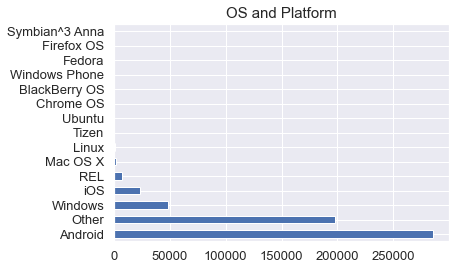 OS and Platform
Symbian^3 Anna
Firefox OS
Fedora
Windows Phone
BlackBerry OS
Chrome OS
Ubuntu
Tizen
Linux
Mac OS X
REL
iOS
Windows
Other
Android
0 50000 100000 150000 200000 250000